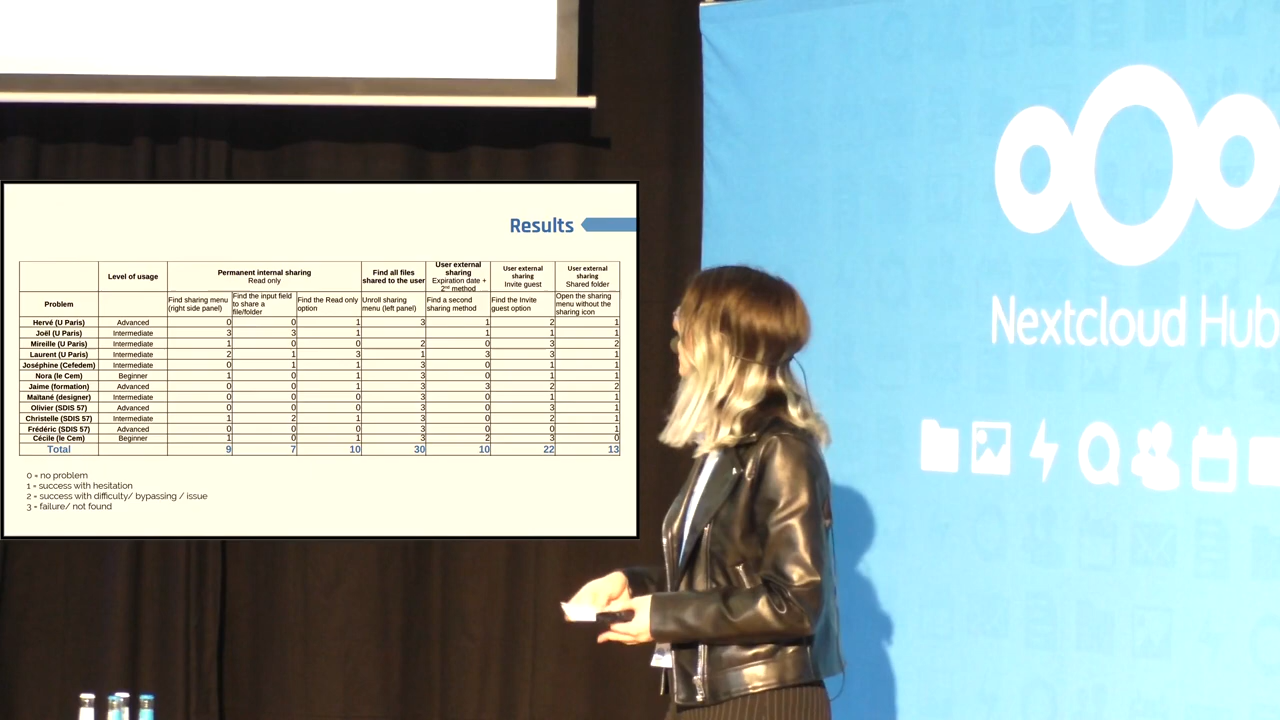 Results
Level of usage
Permanent internal sharing
Read only
Find all files
shared to the user
User external
sharing
Expiration date +
2nd method
User external
sharing
Invite guest
User external
sharing
Shared folder
Problem
Find sharing menu
(right side panel)
Find the input field
to share a
file/folder
Find the Read only
option
Unroll sharing
menu (left panel)
Find a second
sharing method
Find the Invite
guest option
Open the sharing
menu without the
sharing icon
Hervé (U Paris) Advanced 0 0 1 3 1 2 1
Joël (U Paris) Intermediate 3 3 1 1 1
Mireille (U Paris) Intermediate 1 0 0 2 0 3 2
Laurent (U Paris) Intermediate 2 1 3 1 3 3 1
Joséphine (Cefedem) Intermediate 0 1 1 3 0 1 1
Nora (le Cem) Beginner 1 0 1 3 0 1 1
Jaime (formation) Advanced 0 0 1 3 3 2 2
Maïtané (designer) Intermediate 0 0 0 3 0 1 1
Olivier (SDIS 57) Advanced 0 0 0 3 0 3 1
Christelle (SDIS 57) Intermediate 1 2 1 3 0 2 1
Frédéric (SDIS 57) Advanced 0 0 0 3 0 0 1
Cécile (le Cem) Beginner 1 0 1 3 2 3 0
Total 9 7 10 30 10 22 13
0 = no problem
1 = success with hesitation
2 = success with difficulty/ bypassing / issue
3 = failure/ not found
Nextcloud Hub